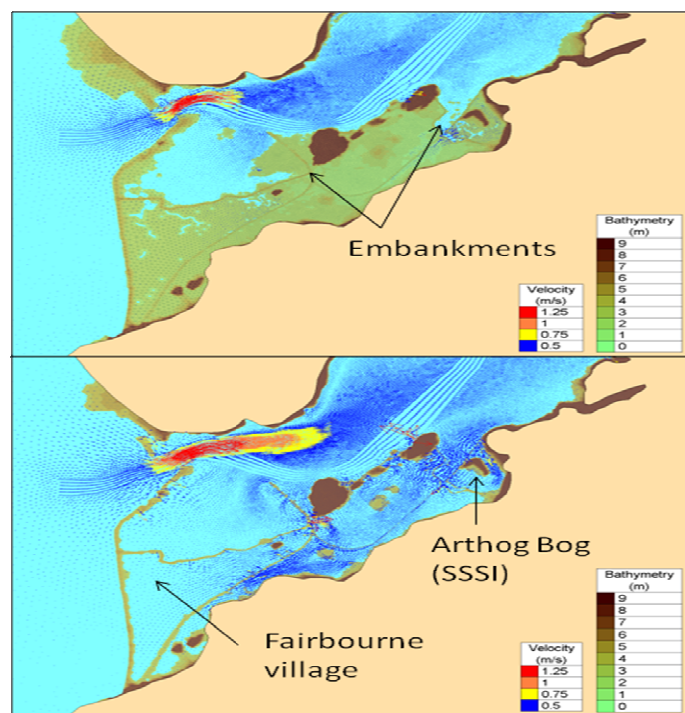 Embankments
Bathymetry
(m)
9
8
7
6
5
4
3
2
1
0
Velocity
(m/s)
1.25
1
0.75
0.5
Arthog Bog
(SSSI)
Fairbourne
village
Bathymetry
(m)
9
8
7
6
5
4
3
2
1
0
Velocity
(m/s)
1.25
1
0.75
0.5